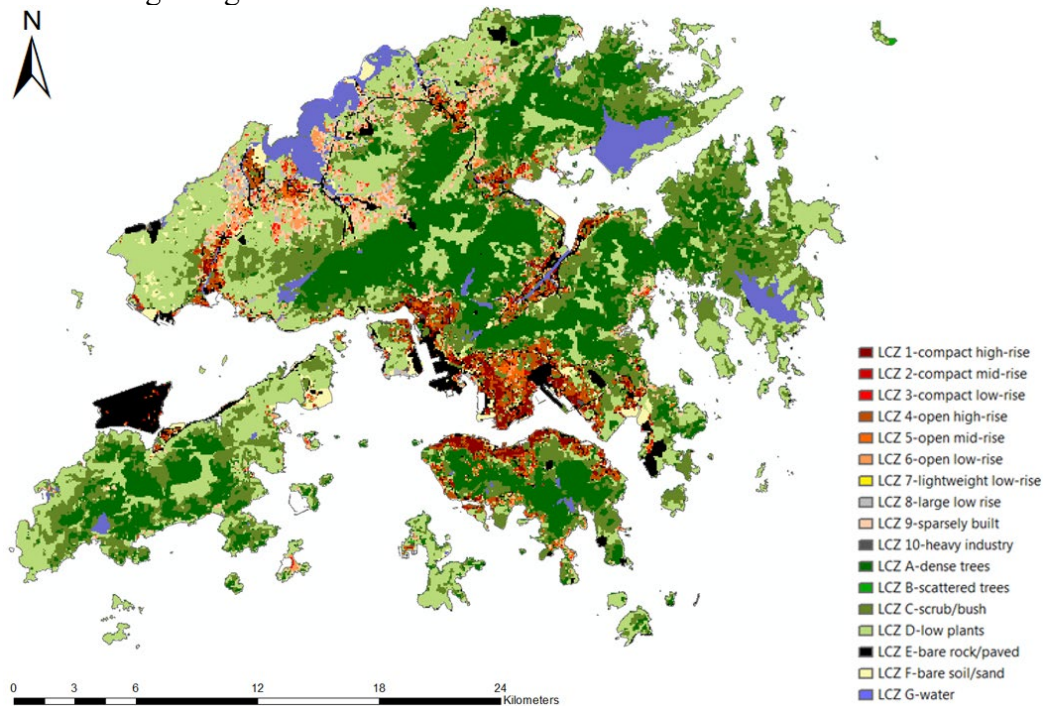 N
LCZ 1-compact high-rise
LCZ 2-compact mid-rise
LCZ 3-compact low-rise
LCZ 4-open high-rise
LCZ 5-open mid-rise
LCZ 6-open low-rise
LCZ 7-lightweight low-rise
LCZ 8-large low rise
LCZ 9-sparsely built
LCZ 10-heavy industry
LCZ A-dense trees
LCZ B-scattered trees
LCZ C-scrub/bush
LCZ D-low plants
LCZ E-bare rock/paved
LCZ F-bare soil/sand
LCZ G-water
0 3 6 12 18 24
Kilometers